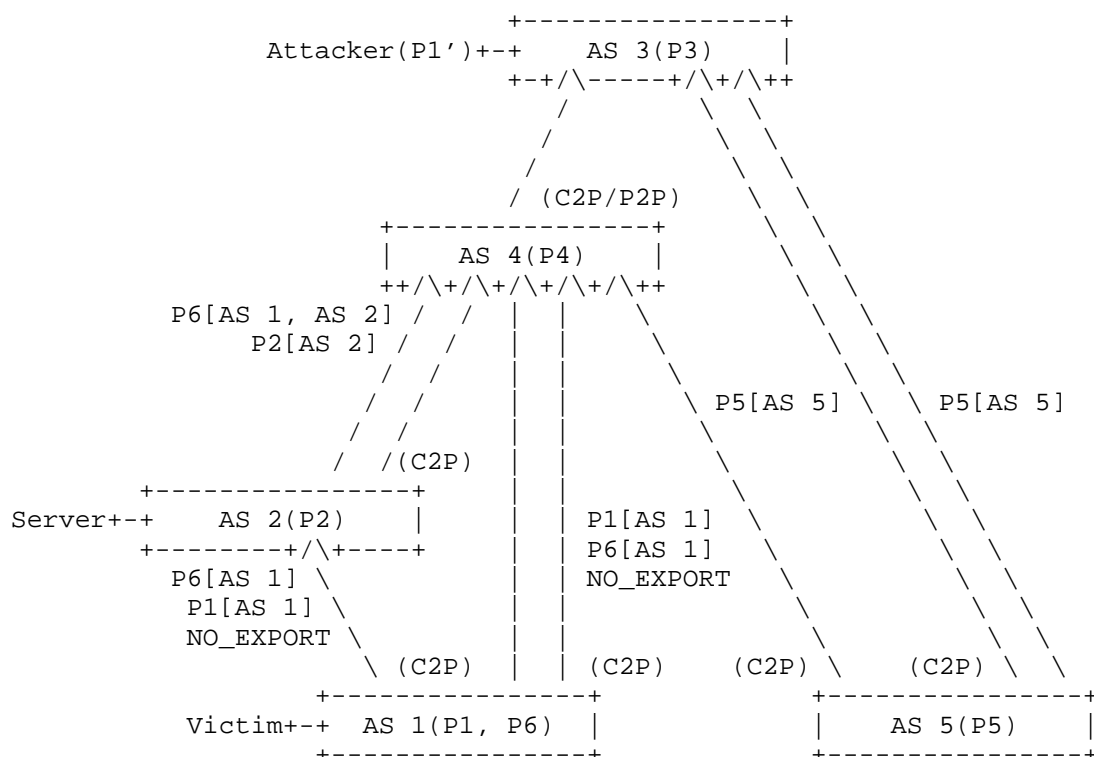 Attacker(P1')+-+ AS 3(P3)
(C2P/P2P)
AS 4(P4)
P6[AS 1, AS 2]
P2[AS 2]
P5[AS 5] P5[AS 5]
(C2P)
Server+-+ AS 2(P2)
P1[AS 1]
P6[AS 1]
P6[AS 1] NO_EXPORT
P1[AS 1]
NO_EXPORT
(C2P) (C2P) (C2P) (C2P)
Victim+-+ AS 1(P1, P6) AS 5(P5)